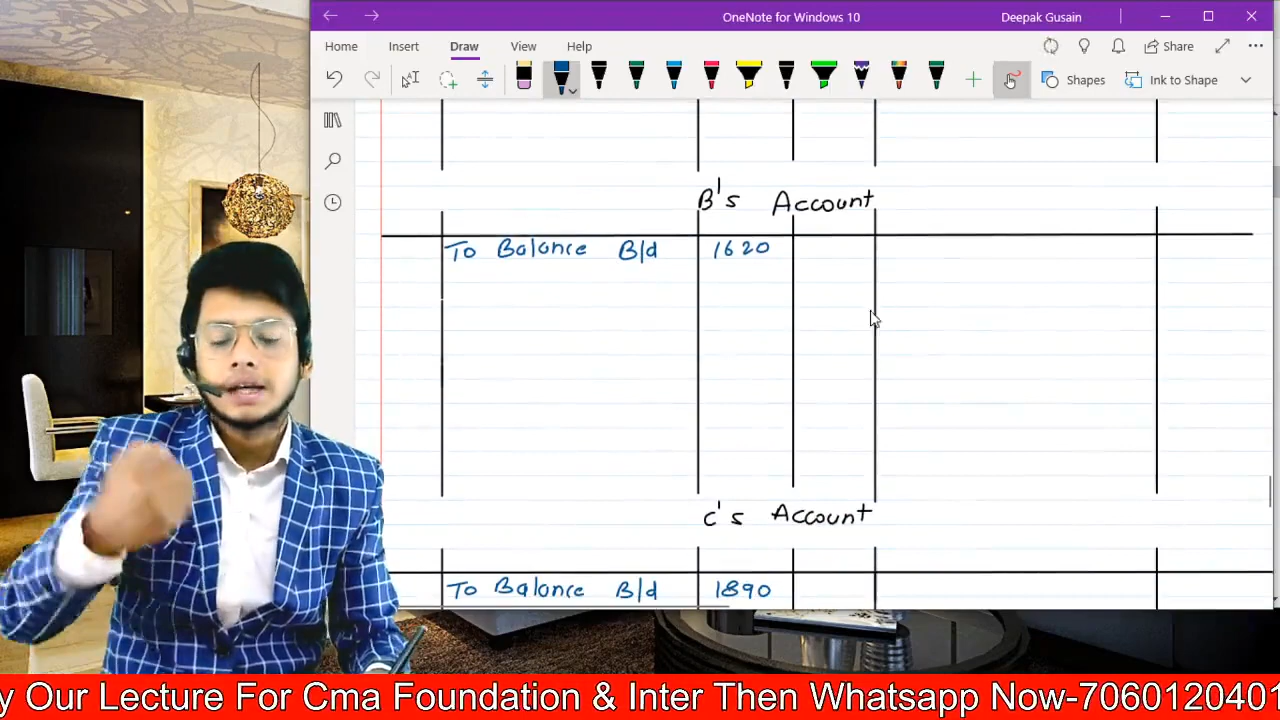 OneNote for Windows 10
Deepak Gusain
Home Insert Draw View Help
Share
Shapes
Ink to Shape
B's Account
To Balance B/d 1620
c's Account
To Balance B/d 1890
y Our Lecture For Cma Foundation & Inter Then Whatsapp Now-7060120401